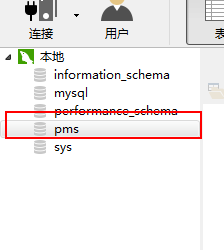 连接
用户
表
本地
information_schema
mysql
performance_schema
pms
sys